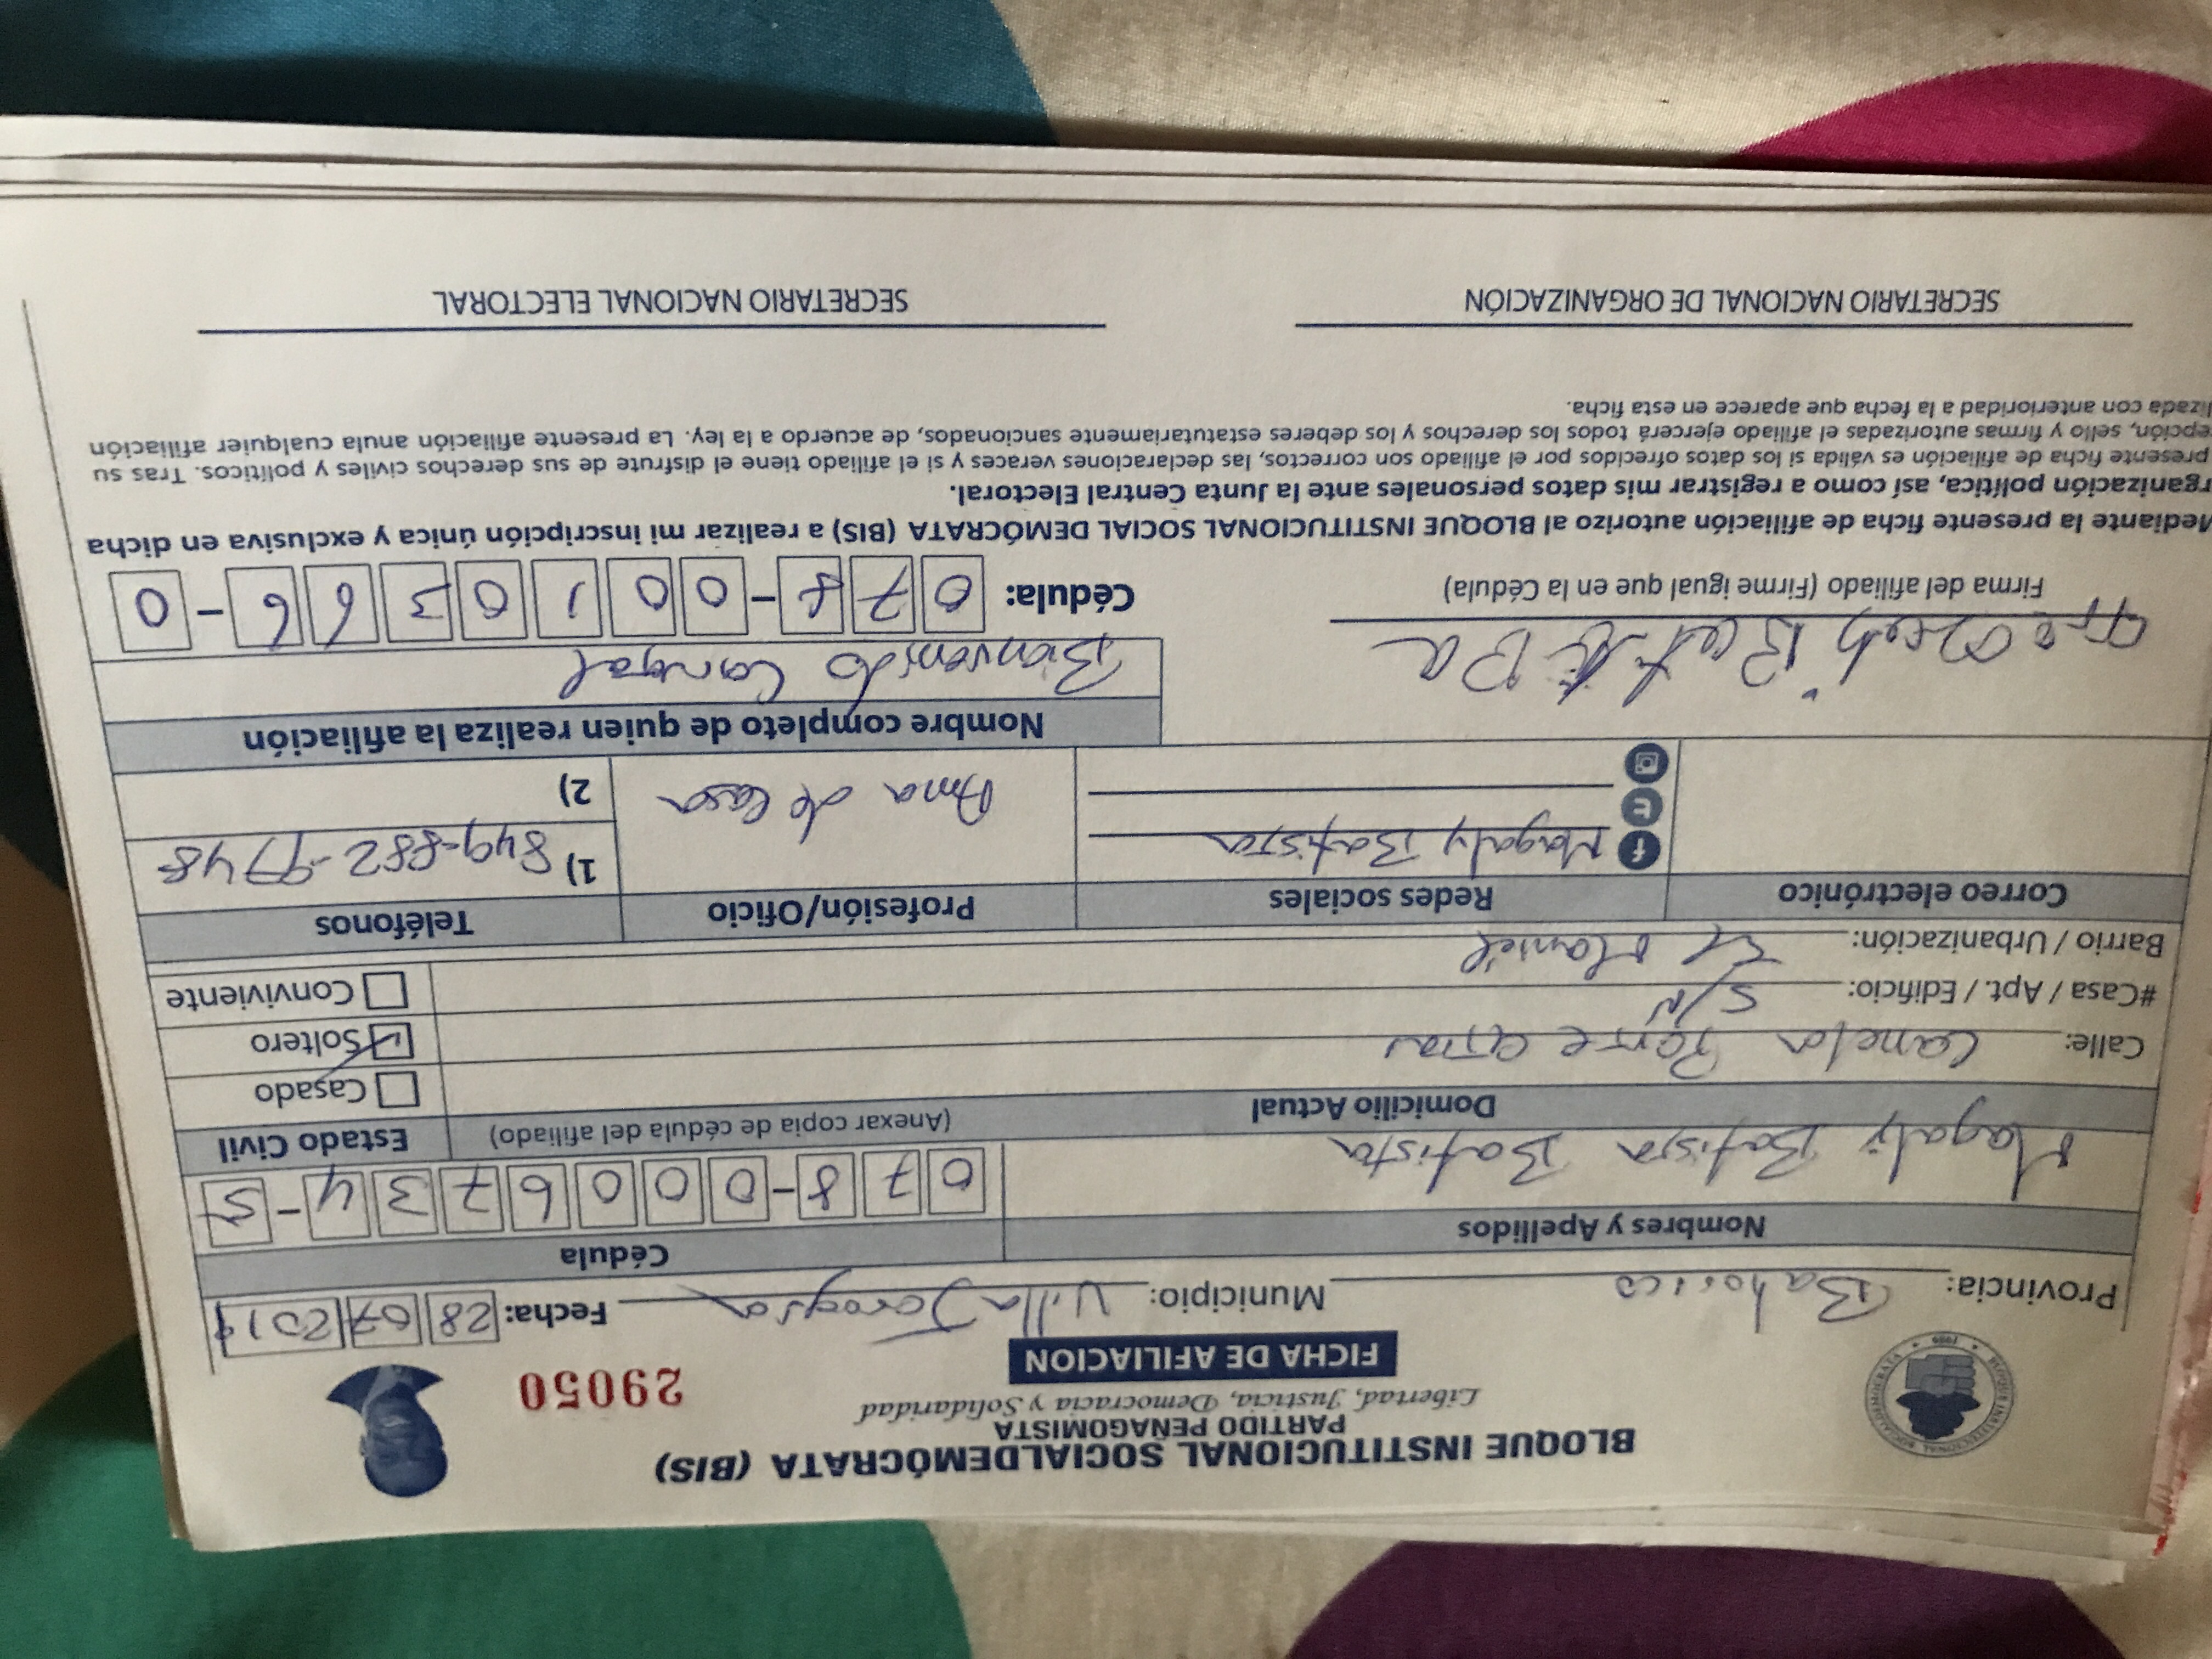 BLOQUE INSTITUCIONAL SOCIALDEMÓCRATA (BIS)
PARTIDO PEÑAGOMISTA
Libertad, Justicia, Democracia y Solidaridad
29050
FICHA DE AFILIACION
BLOQUE INSTITUCIONAL SOCIALDEMOCRATA
1989
Provincia: Bahoruco Municipio: Villa Jaragua Fecha: 28 07 2019
Nombres y Apellidos Cédula
Magaly Batista Batista 078-0006734-5
Domicilio Actual (Anexar copia de cédula del afiliado) Estado Civil
Casado
Calle: Canela Parte atras
Soltero
#Casa / Apt. / Edificio: S/N
Conviviente
Barrio / Urbanización: El Maniel
Correo electrónico Redes sociales Profesión/Oficio Teléfonos
Magaly Batista Ama de Casa 1) 849-882-9748
2)
Nombre completo de quien realiza la afiliación
Bienvenido Carvajal
Firma del afiliado (Firme igual que en la Cédula) Cédula: 078-0010366-0
Mediante la presente ficha de afiliación autorizo al BLOQUE INSTITUCIONAL SOCIAL DEMÓCRATA (BIS) a realizar mi inscripción única y exclusiva en dicha
rganización política, así como a registrar mis datos personales ante la Junta Central Electoral.
presente ficha de afiliación es válida si los datos ofrecidos por el afiliado son correctos, las declaraciones veraces y si el afiliado tiene el disfrute de sus derechos civiles y políticos. Tras su
epción, sello y firmas autorizadas el afiliado ejercerá todos los derechos y los deberes estatutariamente sancionados, de acuerdo a la ley. La presente afiliación anula cualquier afiliación
lizada con anterioridad a la fecha que aparece en esta ficha.
SECRETARIO NACIONAL DE ORGANIZACIÓN SECRETARIO NACIONAL ELECTORAL